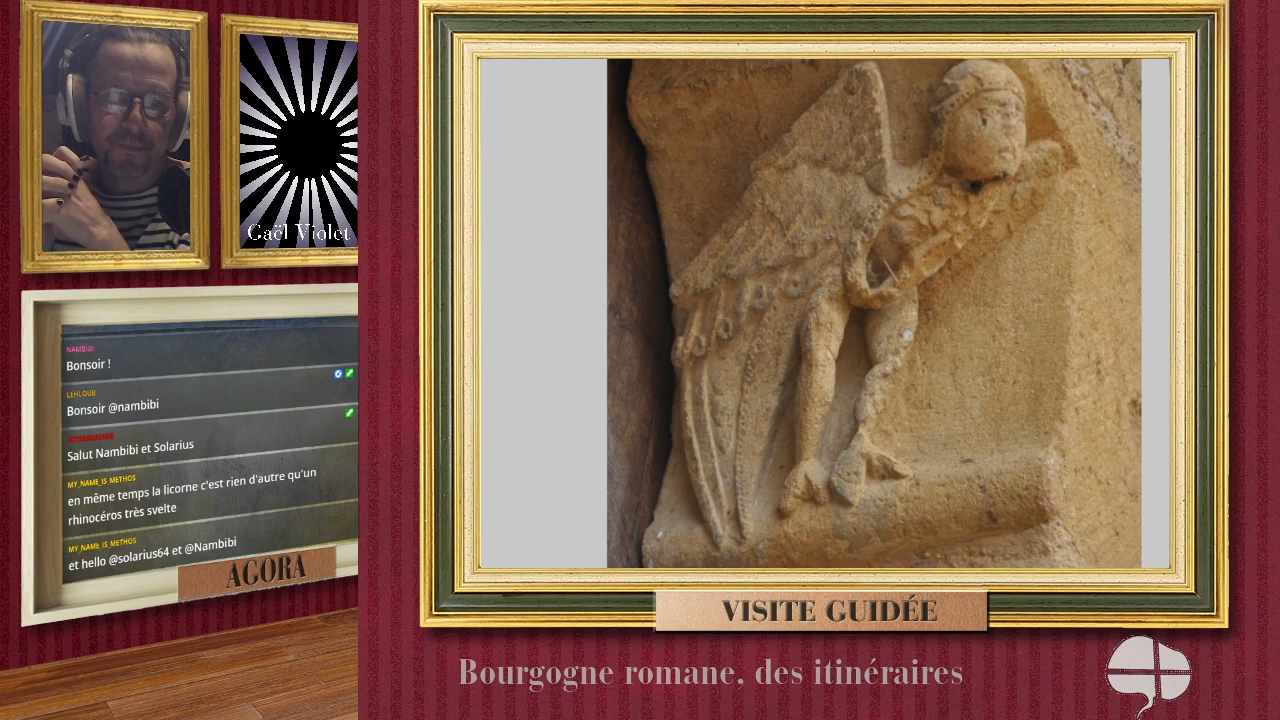 Gaël Violet
NAMBIBI
Bonsoir !
LEHLOUB
Bonsoir @nambibi
Salut Nambibi et Solarius
MY_NAME_IS_METHOS
en même temps la licorne c'est rien d'autre qu'un
rhinocéros très svelte
MY_NAME_IS_METHOS
et hello @solarius64 et @Nambibi
AGORA
VISITE GUIDÉE
Bourgogne romane, des itinéraires